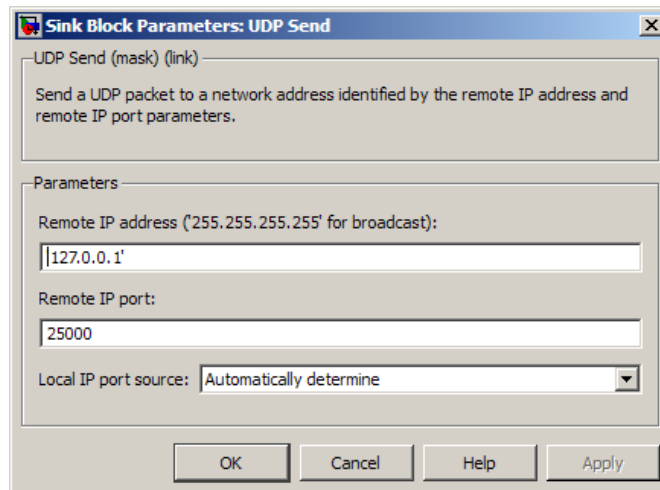 Sink Block Parameters: UDP Send
UDP Send (mask) (link)
Send a UDP packet to a network address identified by the remote IP address and
remote IP port parameters.
Parameters
Remote IP address ('255.255.255.255' for broadcast):
'127.0.0.1'
Remote IP port:
25000
Local IP port source: Automatically determine
OK Cancel Help Apply